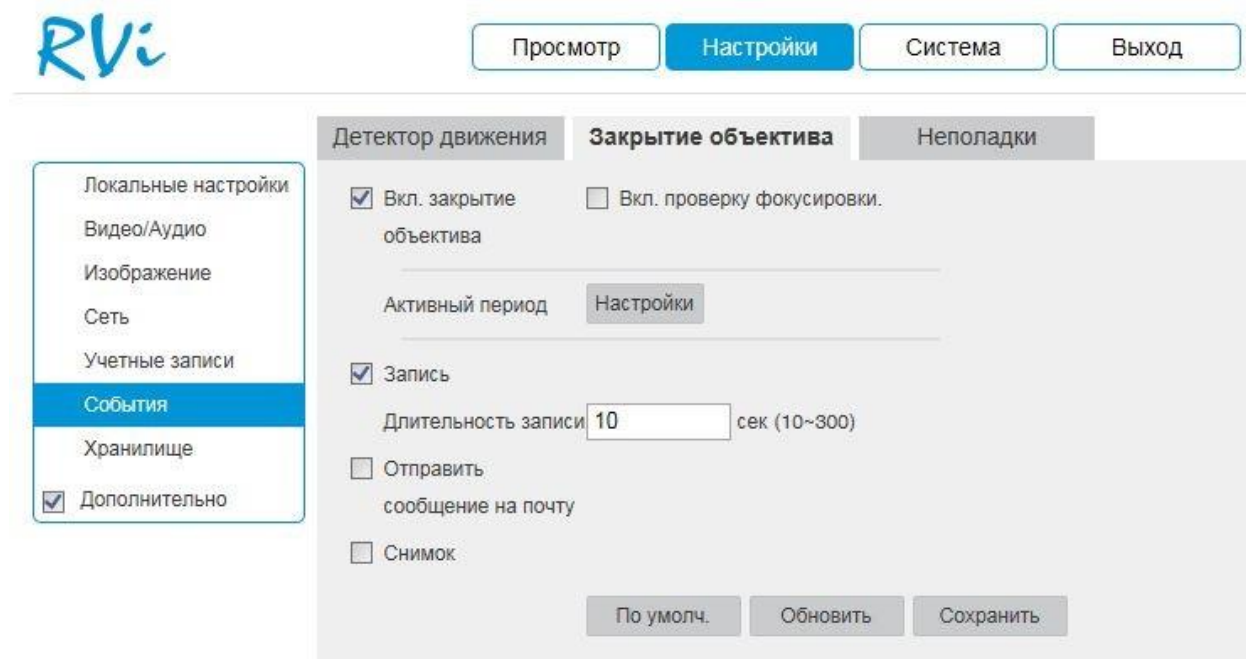 RVi
Просмотр Настройки Система Выход
Детектор движения Закрытие объектива Неполадки
Локальные настройки
Видео/Аудио
Изображение
Сеть
Учетные записи
События
Хранилище
Дополнительно
Вкл. закрытие объектива Вкл. проверку фокусировки.
Активный период Настройки
Запись
Длительность записи 10 сек (10~300)
Отправить
сообщение на почту
Снимок
По умолч. Обновить Сохранить